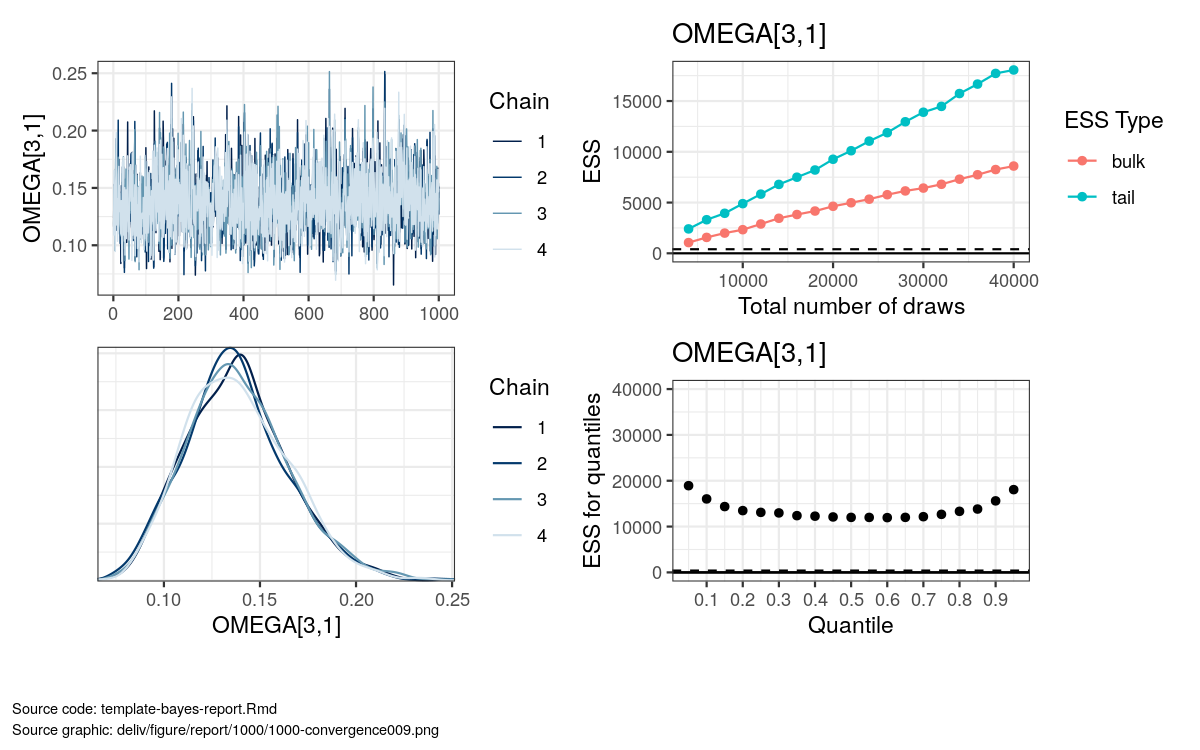 OMEGA[3,1]
0.25
0.20
0.15
0.10
0 200 400 600 800 1000
Chain
1
2
3
4
OMEGA[3,1]
ESS
15000
10000
5000
0
10000 20000 30000 40000
Total number of draws
ESS Type
bulk
tail
0.10 0.15 0.20 0.25
OMEGA[3,1]
Chain
1
2
3
4
OMEGA[3,1]
ESS for quantiles
40000
30000
20000
10000
0
0.1 0.2 0.3 0.4 0.5 0.6 0.7 0.8 0.9
Quantile
Source code: template-bayes-report.Rmd
Source graphic: deliv/figure/report/1000/1000-convergence009.png